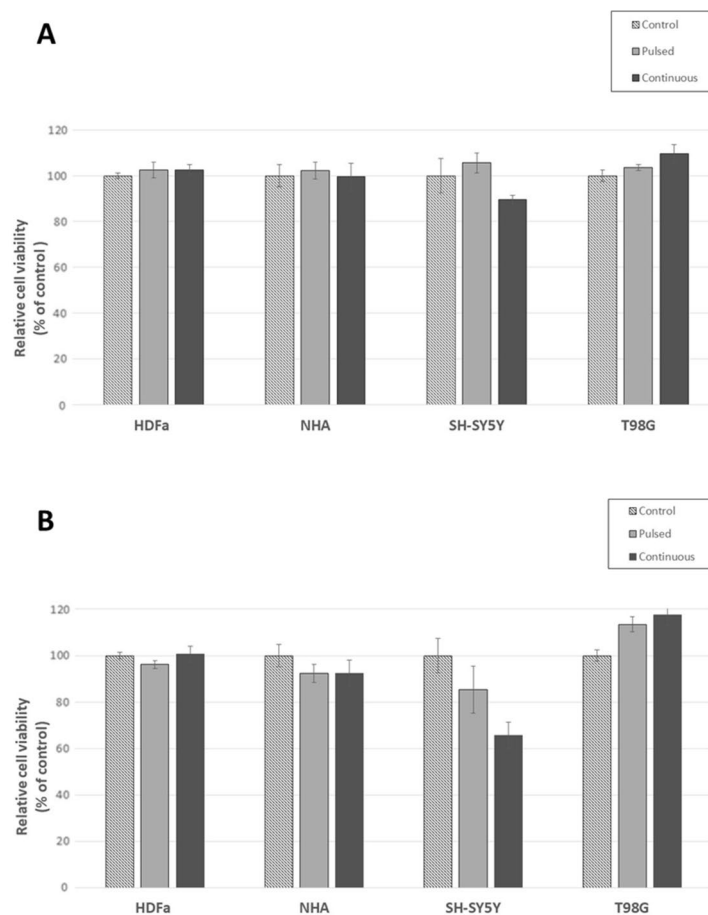 A
Control
Pulsed
Continuous
120
100
80
60
40
20
0
Relative cell viability
(% of control )
HDFa
NHA
SH-SY5Y
T98G
B
Control
Pulsed
Continuous
120
100
80
60
40
20
0
Relative cell viability
(% of control)
HDFa
NHA
SH-SY5Y
T98G